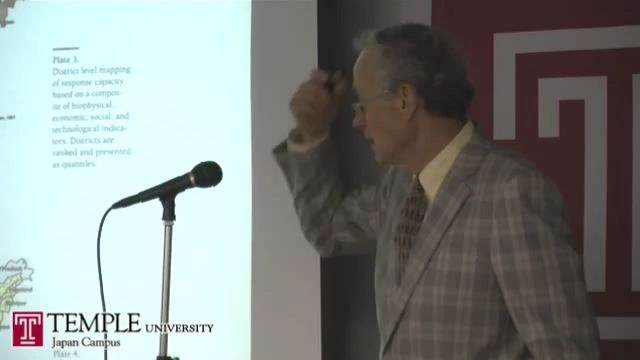 Plate 3.
District level mapping
of response capacity
based on a compos-
ite of biophysical,
economic, social, and
technological indica-
tors. Districts are
ranked and presented
as quantiles.
T TEMPLE UNIVERSITY
Japan Campus
Plate 4.
T